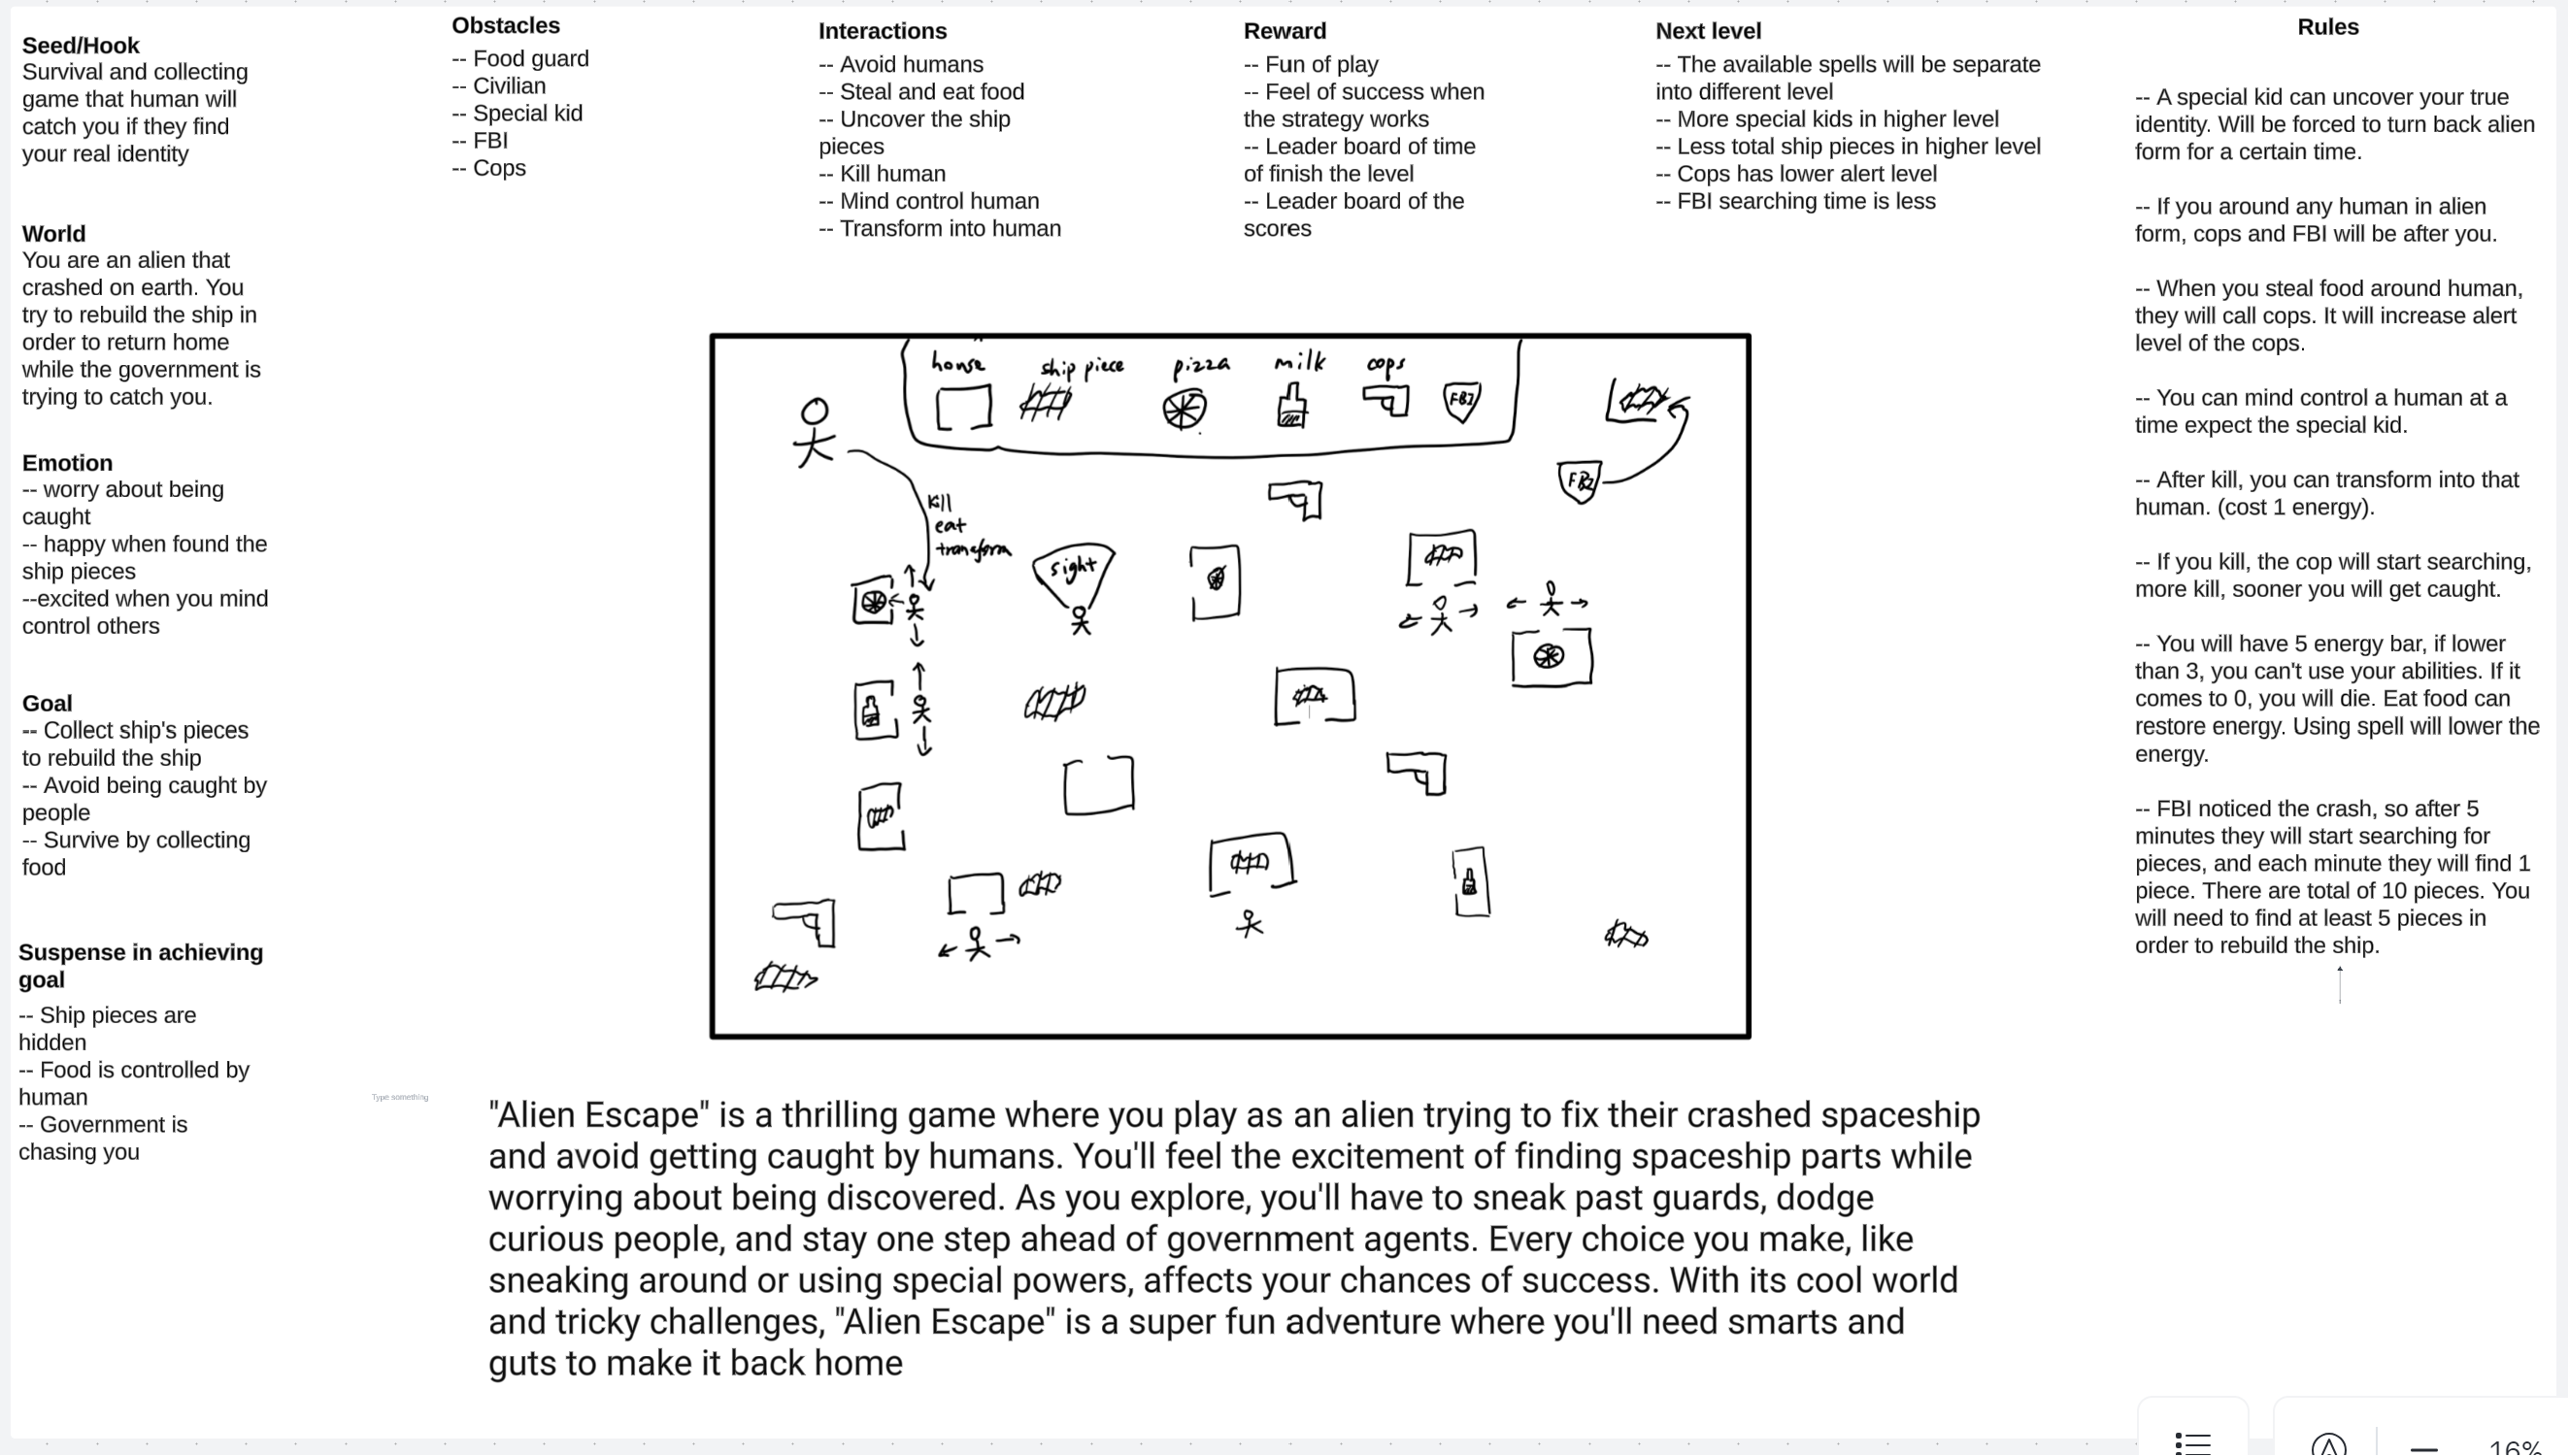 Seed/Hook
Survival and collecting
game that human will
catch you if they find
your real identity
World
You are an alien that
crashed on earth. You
try to rebuild the ship in
order to return home
while the government is
trying to catch you.
Emotion
-- worry about being
caught
-- happy when found the
ship pieces
--excited when you mind
control others
Goal
-- Collect ship's pieces
to rebuild the ship
-- Avoid being caught by
people
-- Survive by collecting
food
Suspense in achieving
goal
-- Ship pieces are
hidden
-- Food is controlled by
human
-- Government is
chasing you
Obstacles
-- Food guard
-- Civilian
-- Special kid
-- FBI
-- Cops
Interactions
-- Avoid humans
-- Steal and eat food
-- Uncover the ship
pieces
-- Kill human
-- Mind control human
-- Transform into human
Reward
-- Fun of play
-- Feel of success when
the strategy works
-- Leader board of time
of finish the level
-- Leader board of the
scores
Next level
-- The available spells will be separate
into different level
-- More special kids in higher level
-- Less total ship pieces in higher level
-- Cops has lower alert level
-- FBI searching time is less
Rules
-- A special kid can uncover your true
identity. Will be forced to turn back alien
form for a certain time.
-- If you around any human in alien
form, cops and FBI will be after you.
-- When you steal food around human,
they will call cops. It will increase alert
level of the cops.
-- You can mind control a human at a
time expect the special kid.
-- After kill, you can transform into that
human. (cost 1 energy).
-- If you kill, the cop will start searching,
more kill, sooner you will get caught.
-- You will have 5 energy bar, if lower
than 3, you can't use your abilities. If it
comes to 0, you will die. Eat food can
restore energy. Using spell will lower the
energy.
-- FBI noticed the crash, so after 5
minutes they will start searching for
pieces, and each minute they will find 1
piece. There are total of 10 pieces. You
will need to find at least 5 pieces in
order to rebuild the ship.
house ship piece pizza milk cops
FBI
FBI
kill
eat
transform
sight
Type something
"Alien Escape" is a thrilling game where you play as an alien trying to fix their crashed spaceship
and avoid getting caught by humans. You'll feel the excitement of finding spaceship parts while
worrying about being discovered. As you explore, you'll have to sneak past guards, dodge
curious people, and stay one step ahead of government agents. Every choice you make, like
sneaking around or using special powers, affects your chances of success. With its cool world
and tricky challenges, "Alien Escape" is a super fun adventure where you'll need smarts and
guts to make it back home
16%